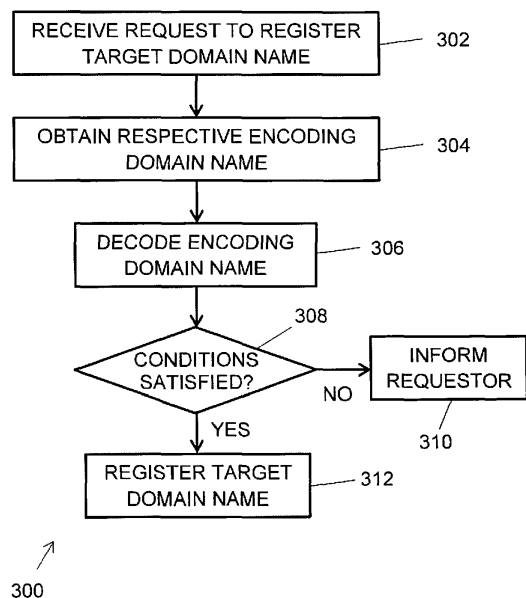 RECEIVE REQUEST TO REGISTER
TARGET DOMAIN NAME
302
OBTAIN RESPECTIVE ENCODING
DOMAIN NAME
304
DECODE ENCODING
DOMAIN NAME
306
308
CONDITIONS
SATISFIED?
NO
INFORM
REQUESTOR
310
YES
REGISTER TARGET
DOMAIN NAME
312
300